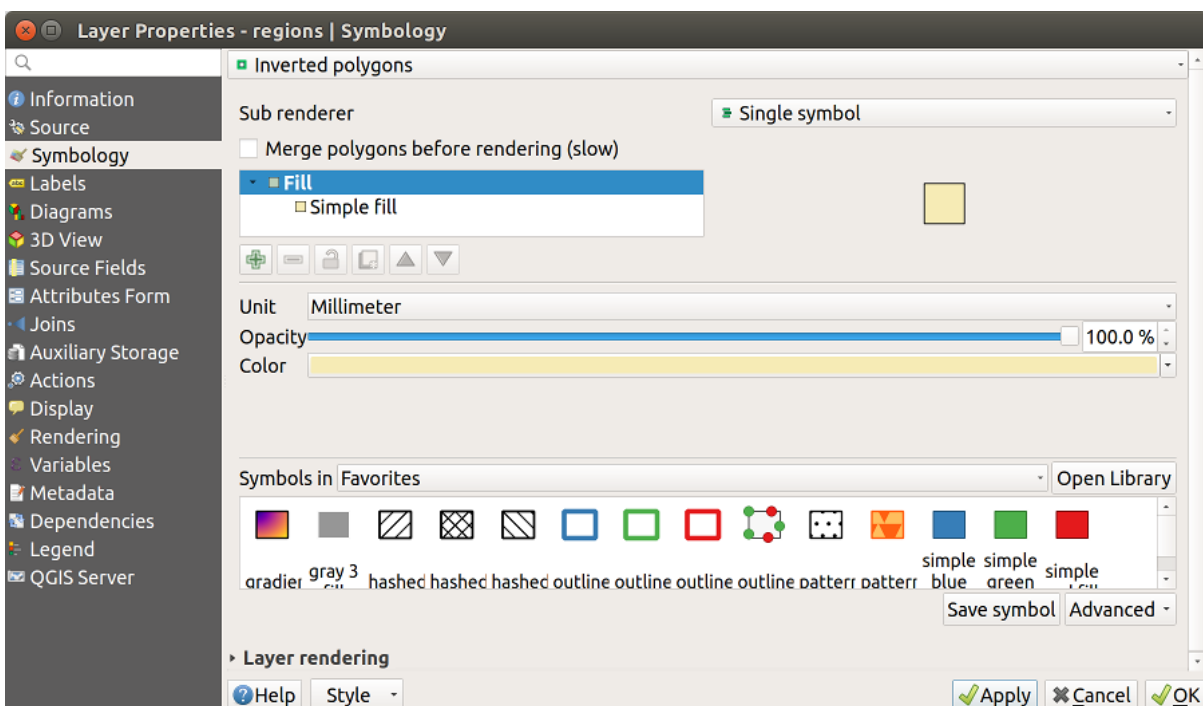 Layer Properties - regions | Symbology
Information
Source
Symbology
Labels
Diagrams
3D View
Source Fields
Attributes Form
Joins
Auxiliary Storage
Actions
Display
Rendering
Variables
Metadata
Dependencies
Legend
QGIS Server
Inverted polygons
Sub renderer Single symbol
Merge polygons before rendering (slow)
Fill
Simple fill
Unit Millimeter
Opacity 100.0 %
Color
Symbols in Favorites Open Library
simple simple
gray 3 simple
gradier hashed hashed hashed outline outline outline outline patterr patterr blue green
Save symbol Advanced
Layer rendering
Help Style Apply Cancel OK